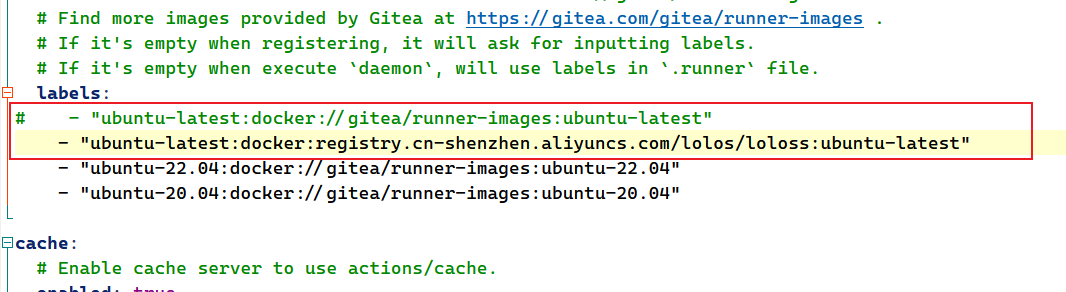 # Find more images provided by Gitea at https://gitea.com/gitea/runner-images .
# If it's empty when registering, it will ask for inputting labels.
# If it's empty when execute `daemon`, will use labels in `.runner` file.
labels:
#    - "ubuntu-latest:docker://gitea/runner-images:ubuntu-latest"
- "ubuntu-latest:docker:registry.cn-shenzhen.aliyuncs.com/lolos/loloss:ubuntu-latest"
- "ubuntu-22.04:docker://gitea/runner-images:ubuntu-22.04"
- "ubuntu-20.04:docker://gitea/runner-images:ubuntu-20.04"
cache:
# Enable cache server to use actions/cache.
enabled: true